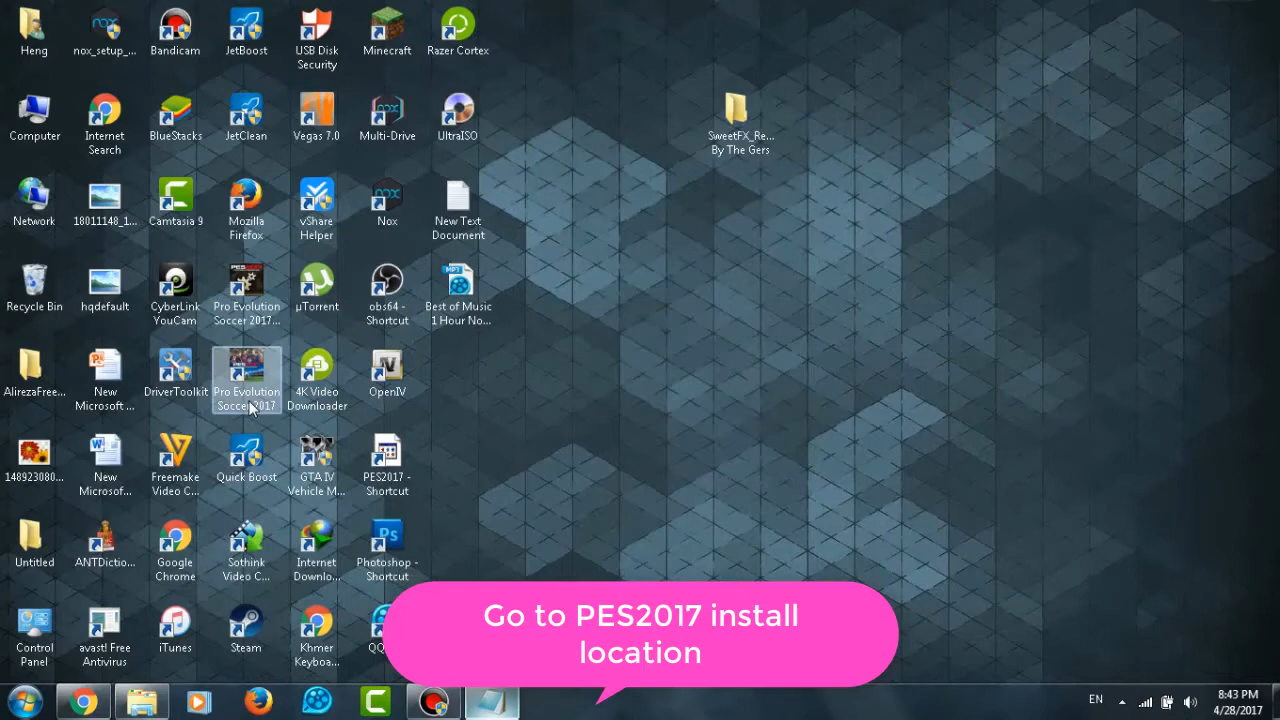 Heng
nox_setup_...
Bandicam
JetBoost
USB Disk
Security
Minecraft
Razer Cortex
Computer
Internet
Search
BlueStacks
JetClean
Vegas 7.0
Multi-Drive
UltraISO
SweetFX_Re...
By The Gers
Network
18011148_1...
Camtasia 9
Mozilla
Firefox
vShare
Helper
Nox
New Text
Document
Recycle Bin
hqdefault
CyberLink
YouCam
Pro Evolution
Soccer 2017...
µTorrent
obs64 -
Shortcut
Best of Music
1 Hour No...
AlirezaFree...
New
Microsoft ...
DriverToolkit
Pro Evolution
Soccer 2017
4K Video
Downloader
OpenIV
148923080...
New
Microsof...
Freemake
Video C...
Quick Boost
GTA IV
Vehicle M...
PES2017 -
Shortcut
Untitled
ANTDictio...
Google
Chrome
Sothink
Video C...
Internet
Downlo...
Photoshop -
Shortcut
Control
Panel
avast! Free
Antivirus
iTunes
Steam
Khmer
Keyboa...
QQ
Go to PES2017 install
location
EN
8:43 PM
4/28/2017